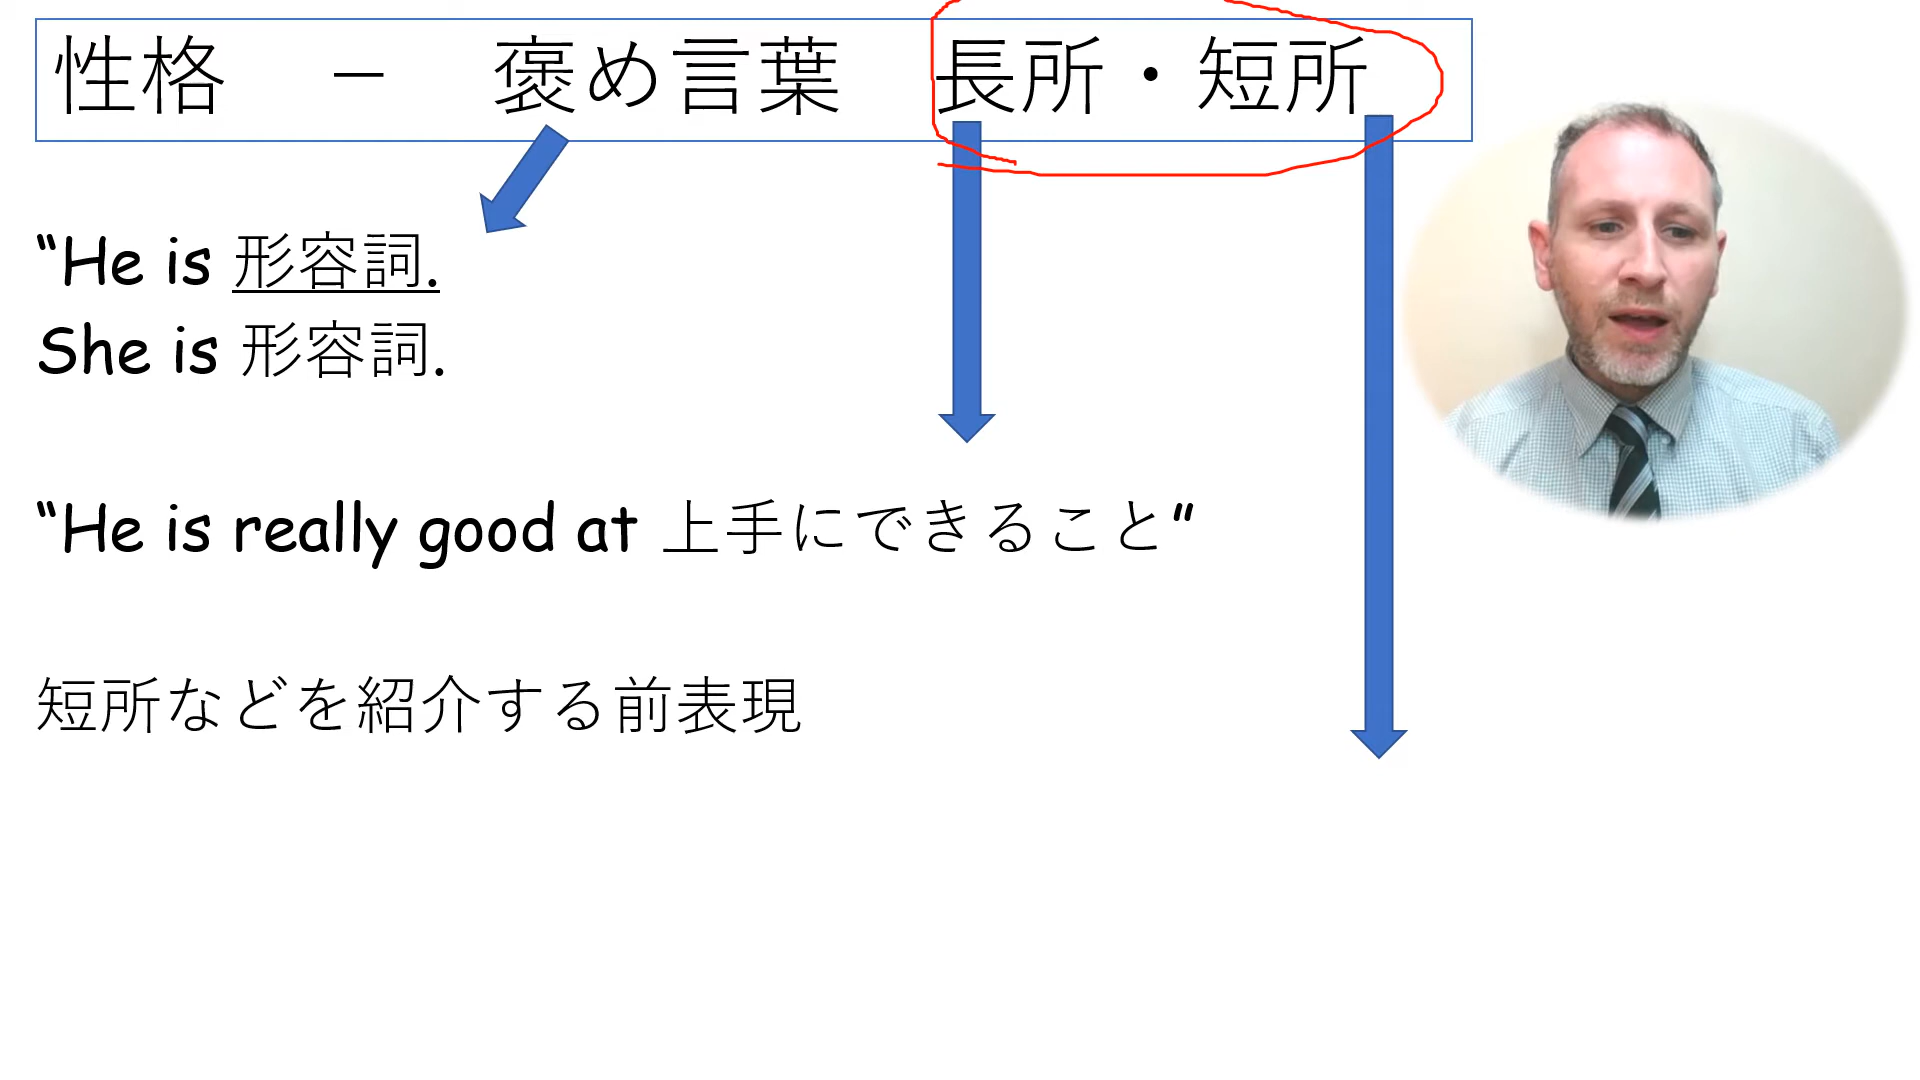 性格　－　褒め言葉　長所・短所
“He is 形容詞.
She is 形容詞.
“He is really good at 上手にできること”
短所などを紹介する前表現